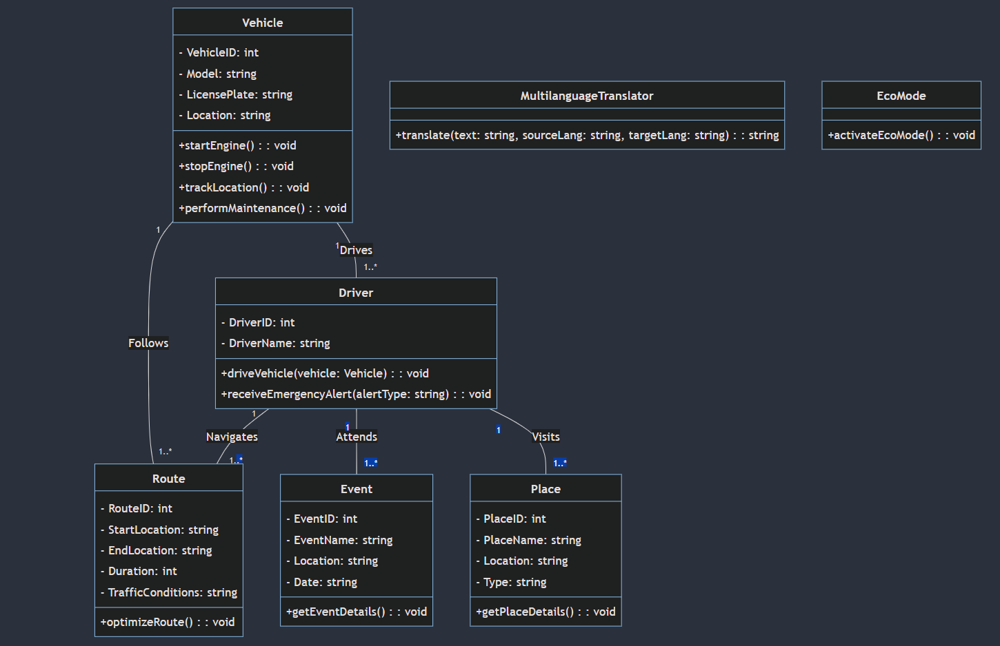 Vehicle
- VehicleID: int
- Model: string
- LicensePlate: string
- Location: string
+startEngine() : : void
+stopEngine() : : void
+trackLocation() : : void
+performMaintenance() : : void
MultilanguageTranslator
+translate(text: string, sourceLang: string, targetLang: string) : : string
EcoMode
+activateEcoMode() : : void
1
1
Drives
1..*
Driver
- DriverID: int
- DriverName: string
+driveVehicle(vehicle: Vehicle) : : void
+receiveEmergencyAlert(alertType: string) : : void
Follows
1
Navigates
1..*
1
Attends
1..*
1
Visits
1..*
1..*
Route
- RouteID: int
- StartLocation: string
- EndLocation: string
- Duration: int
- TrafficConditions: string
+optimizeRoute() : : void
Event
- EventID: int
- EventName: string
- Location: string
- Date: string
+getEventDetails() : : void
Place
- PlaceID: int
- PlaceName: string
- Location: string
- Type: string
+getPlaceDetails() : : void